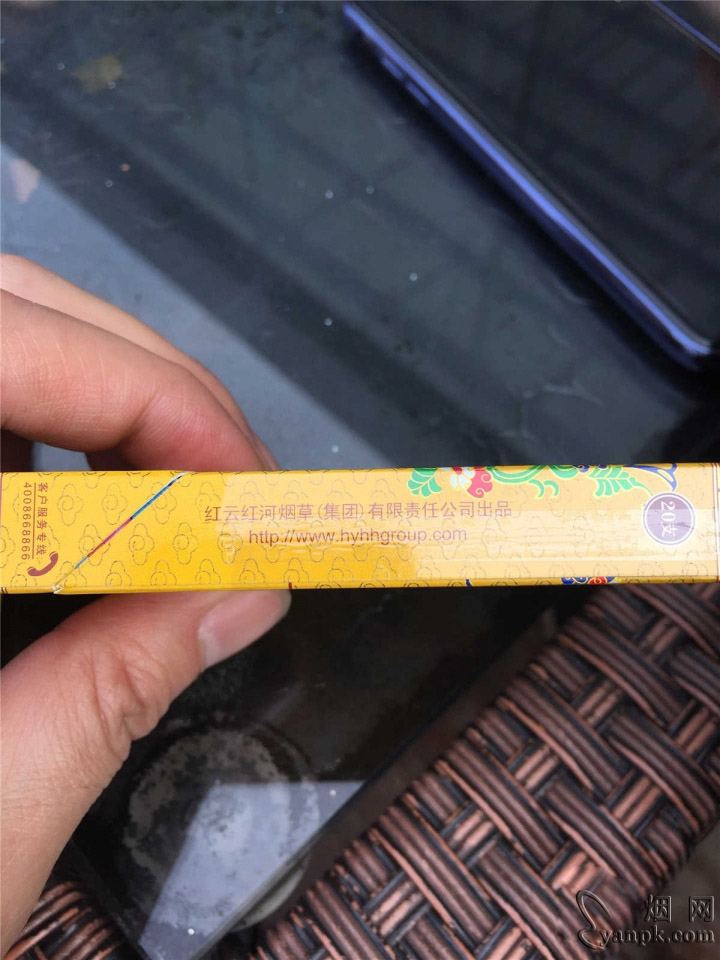 客户服务专线
4008668866
红云红河烟草(集团)有限责任公司出品
http://www.hyhhgroup.com
20支
烟网
yanpk.com